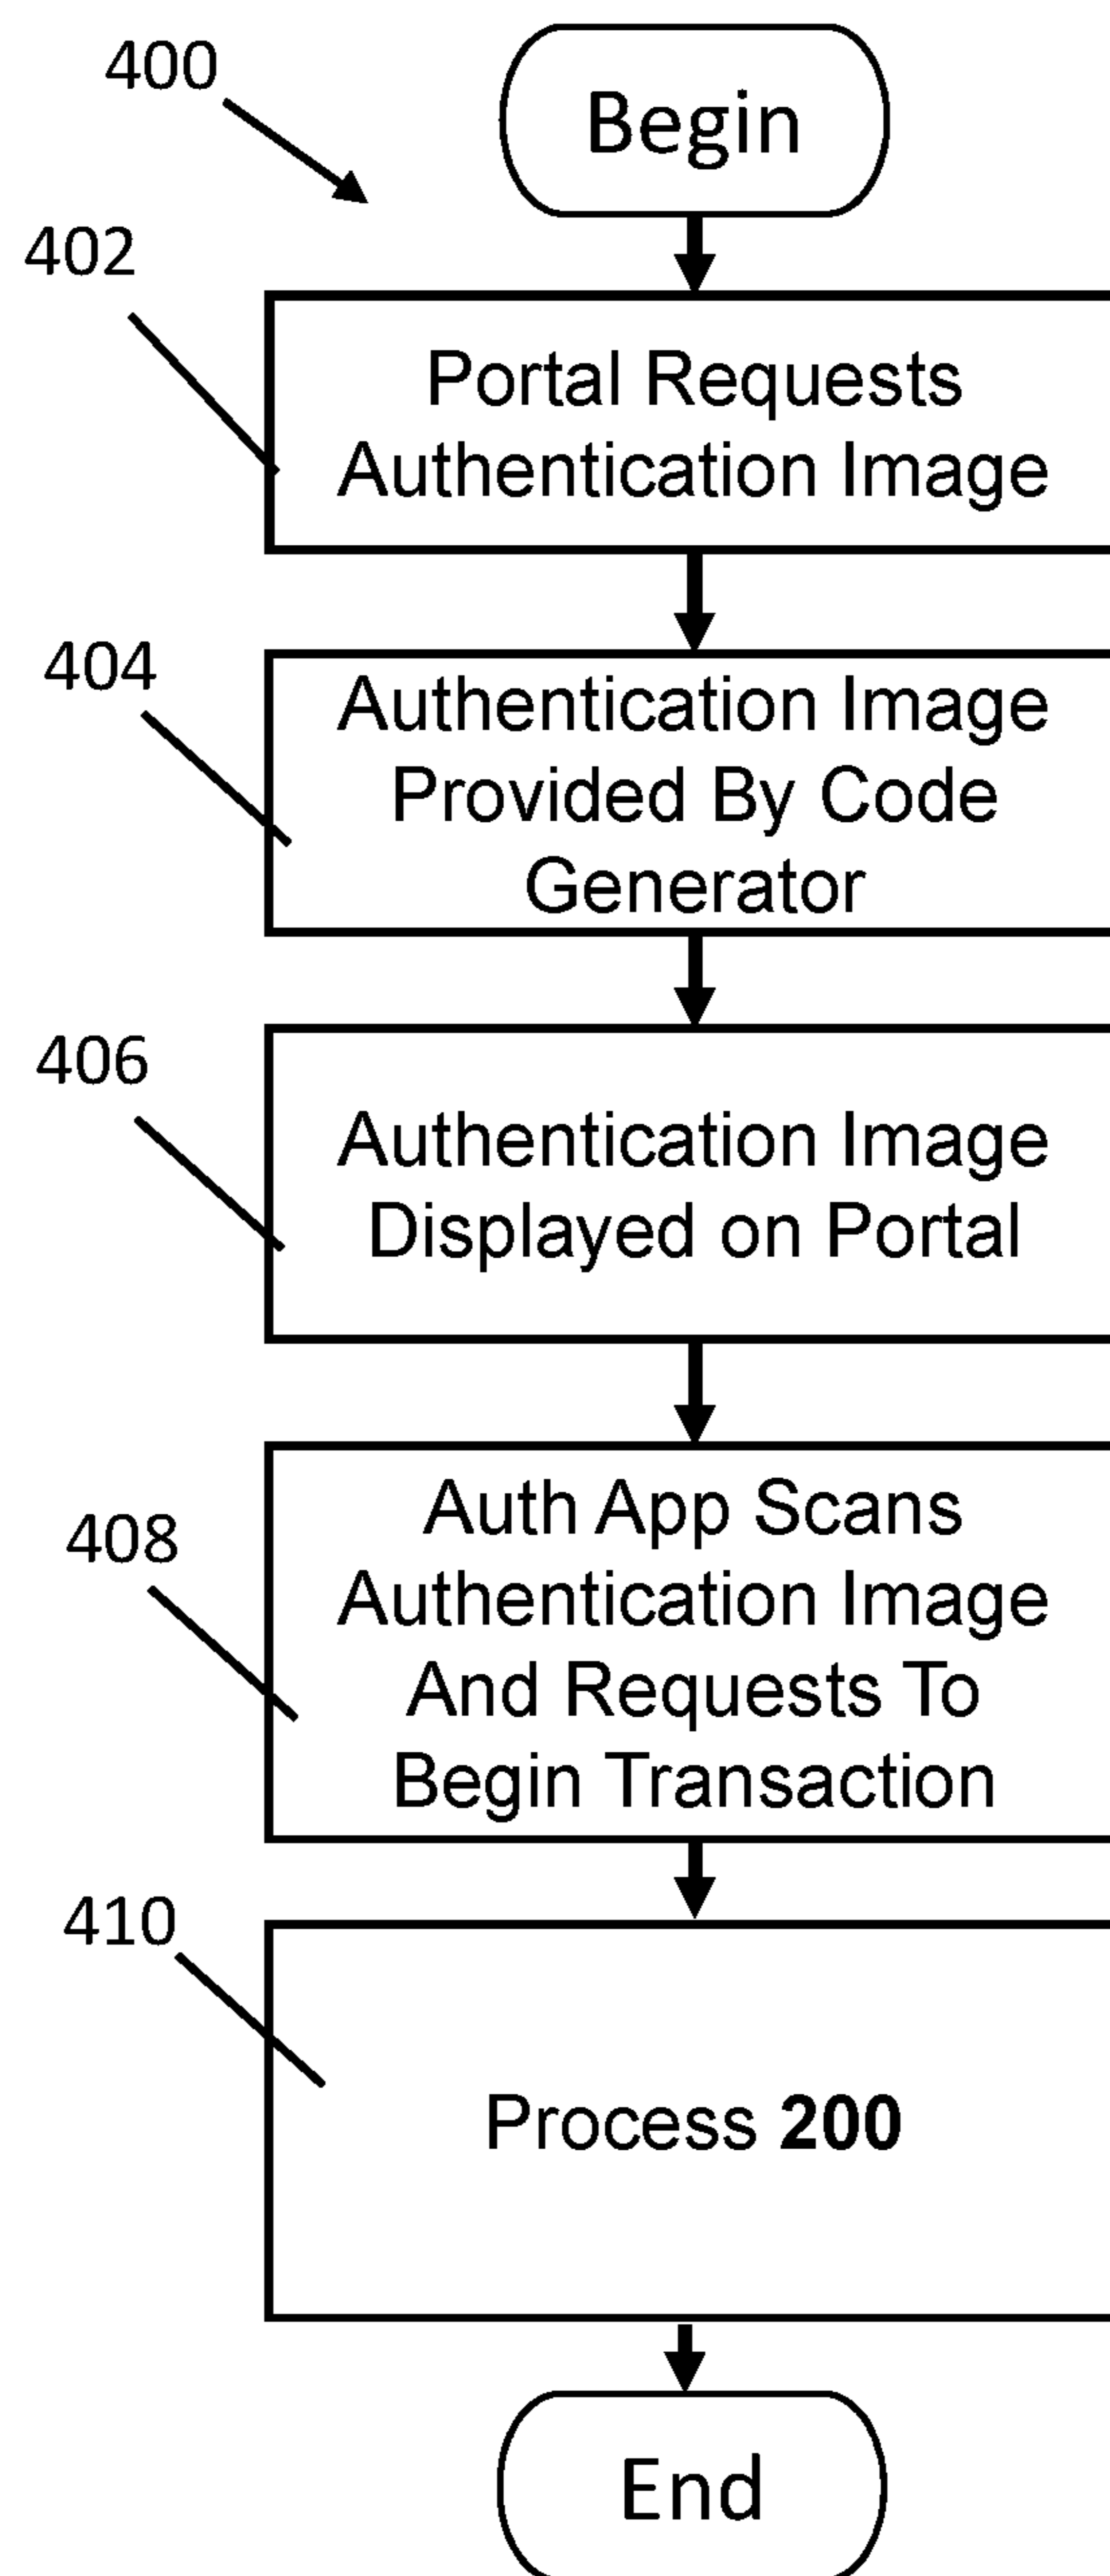 400
Begin
402
Portal Requests
Authentication Image
404
Authentication Image
Provided By Code
Generator
406
Authentication Image
Displayed on Portal
408
Auth App Scans
Authentication Image
And Requests To
Begin Transaction
410
Process 200
End